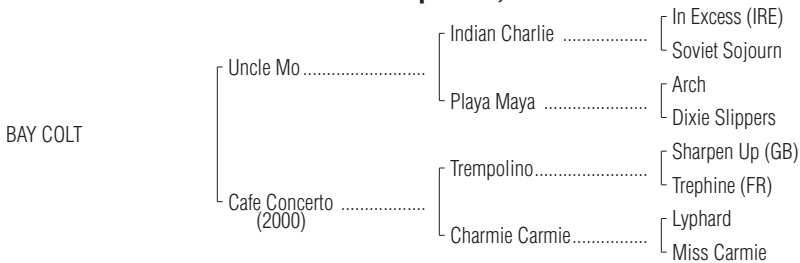 In Excess (IRE)
Indian Charlie ..................
Soviet Sojourn
Uncle Mo ..........................
Arch
Playa Maya ......................
Dixie Slippers
BAY COLT
Sharpen Up (GB)
Trempolino........................
Trephine (FR)
Cafe Concerto ..................
(2000)
Lyphard
Charmie Carmie................
Miss Carmie